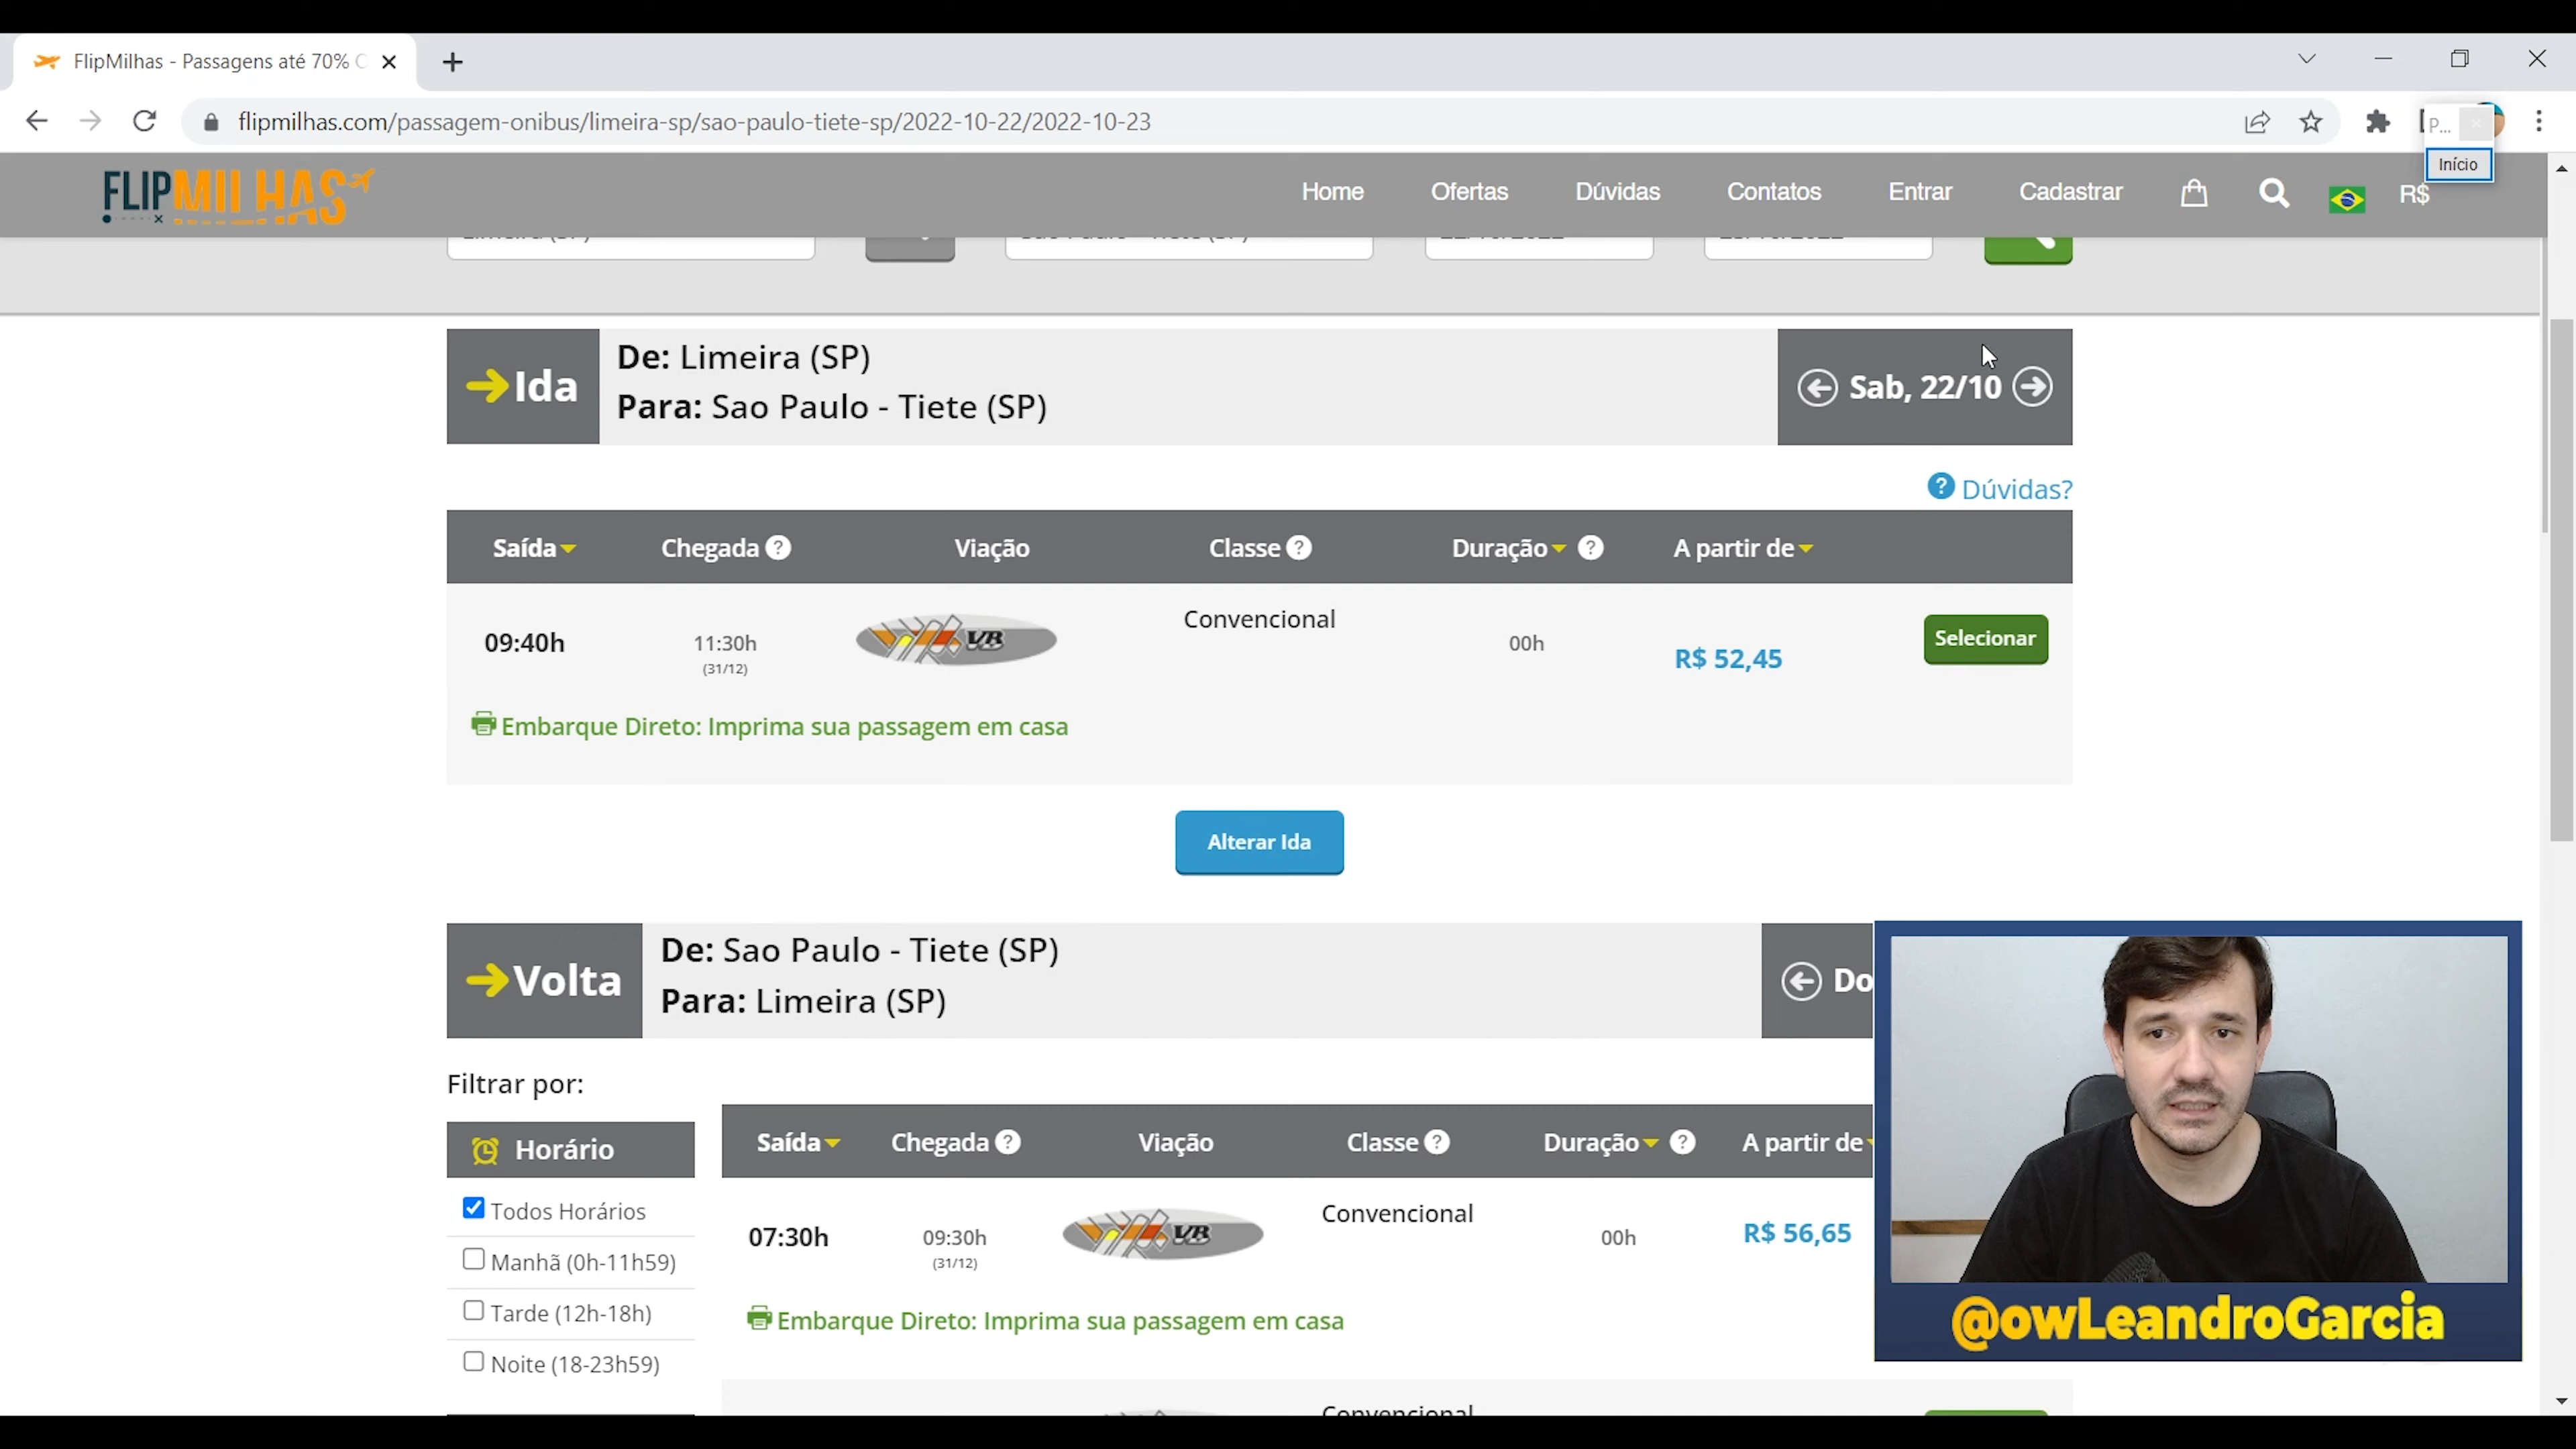 FlipMilhas - Passagens até 70%
flipmilhas.com/passagem-onibus/limeira-sp/sao-paulo-tiete-sp/2022-10-22/2022-10-23
P...
Início
FLIPMILHAS
Home
Ofertas
Dúvidas
Contatos
Entrar
Cadastrar
R$
Ida
De: Limeira (SP)
Para: Sao Paulo - Tiete (SP)
Sab, 22/10
? Dúvidas?
Saída
Chegada ?
Viação
Classe ?
Duração ?
A partir de
09:40h
11:30h
(31/12)
VB
Convencional
00h
R$ 52,45
Selecionar
Embarque Direto: Imprima sua passagem em casa
Alterar Ida
Volta
De: Sao Paulo - Tiete (SP)
Para: Limeira (SP)
Do
Filtrar por:
Horário
Todos Horários
Manhã (0h-11h59)
Tarde (12h-18h)
Noite (18-23h59)
Saída
Chegada ?
Viação
Classe ?
Duração ?
A partir de
07:30h
09:30h
(31/12)
VB
Convencional
00h
R$ 56,65
Embarque Direto: Imprima sua passagem em casa
@owLeandroGarcia